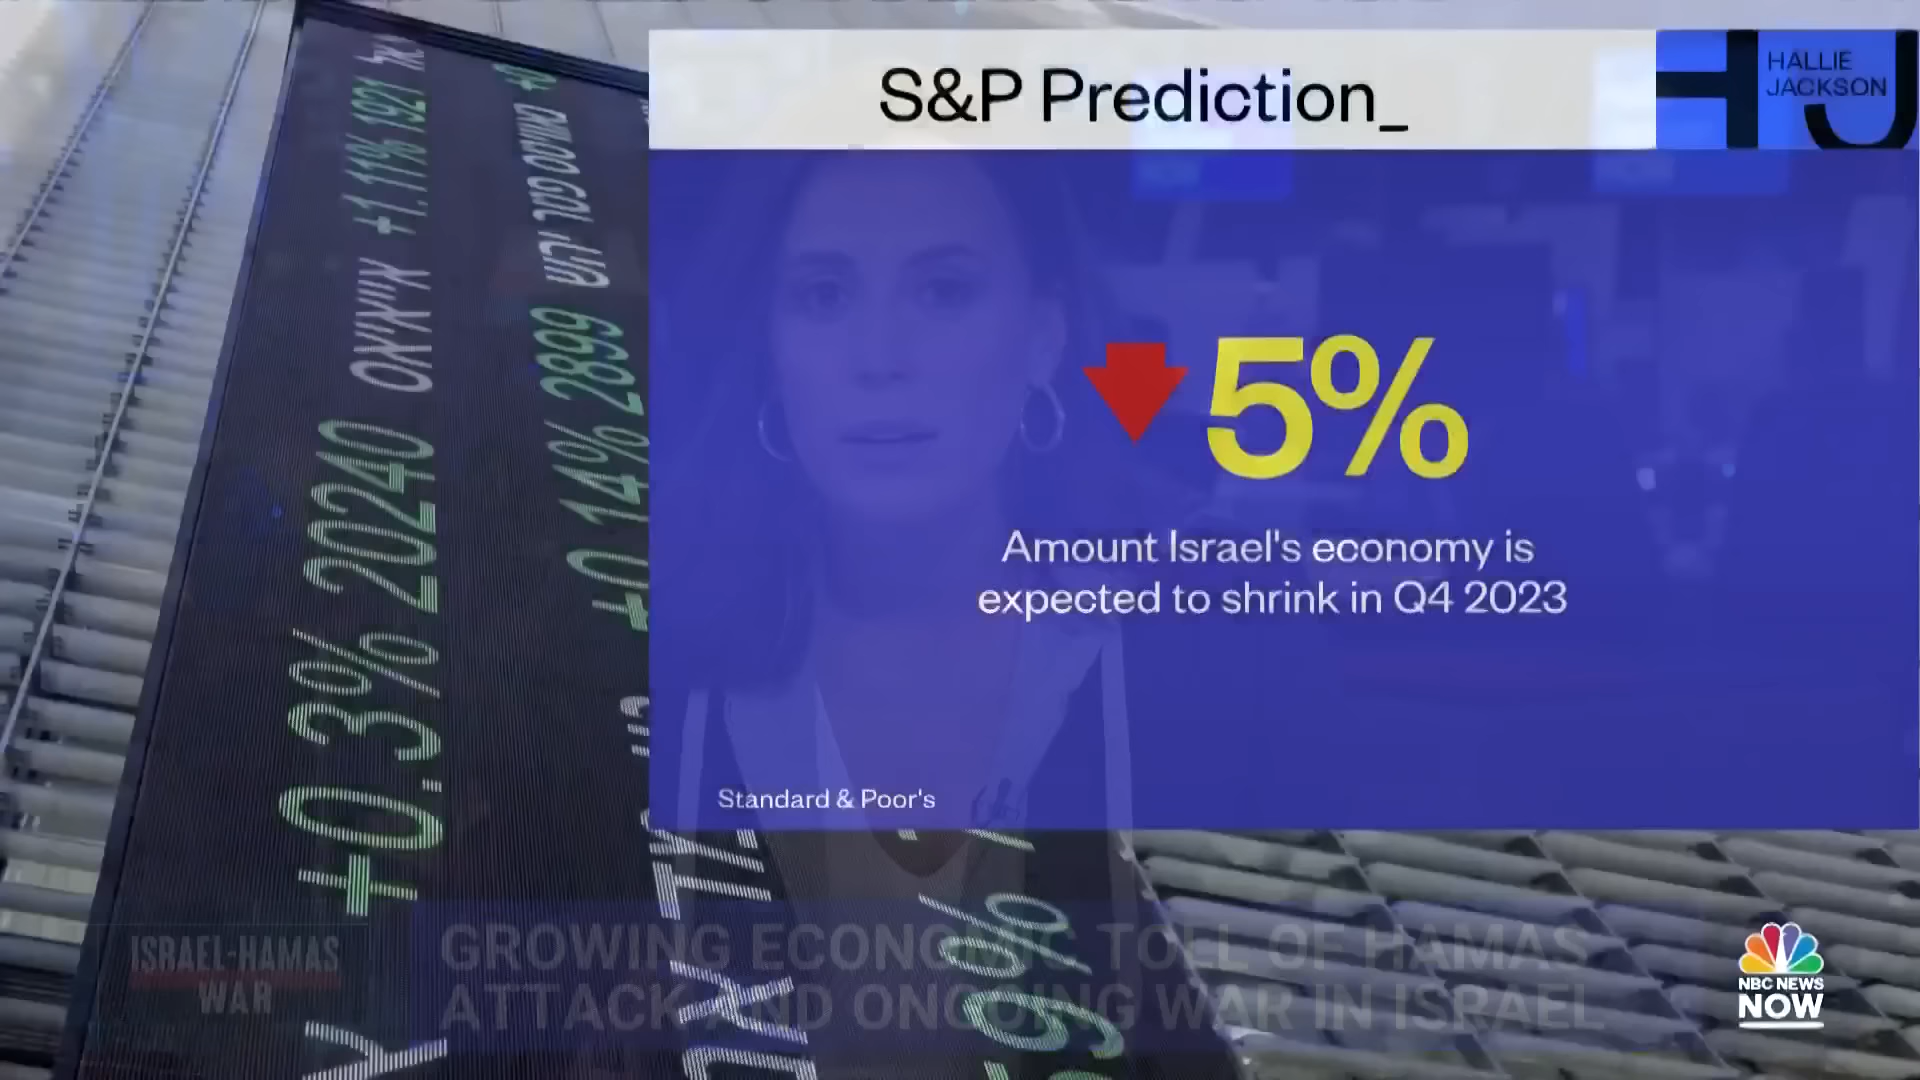 S&P Prediction_
HALLIE
JACKSON
5%
Amount Israel's economy is
expected to shrink in Q4 2023
Standard & Poor's
+0.3% 20240 +1.11% 1921
+0.14% 2899
ISRAEL-HAMAS
WAR
GROWING ECONOMIC TOLL OF HAMAS
ATTACK AND ONGOING WAR IN ISRAEL
NBC NEWS
NOW